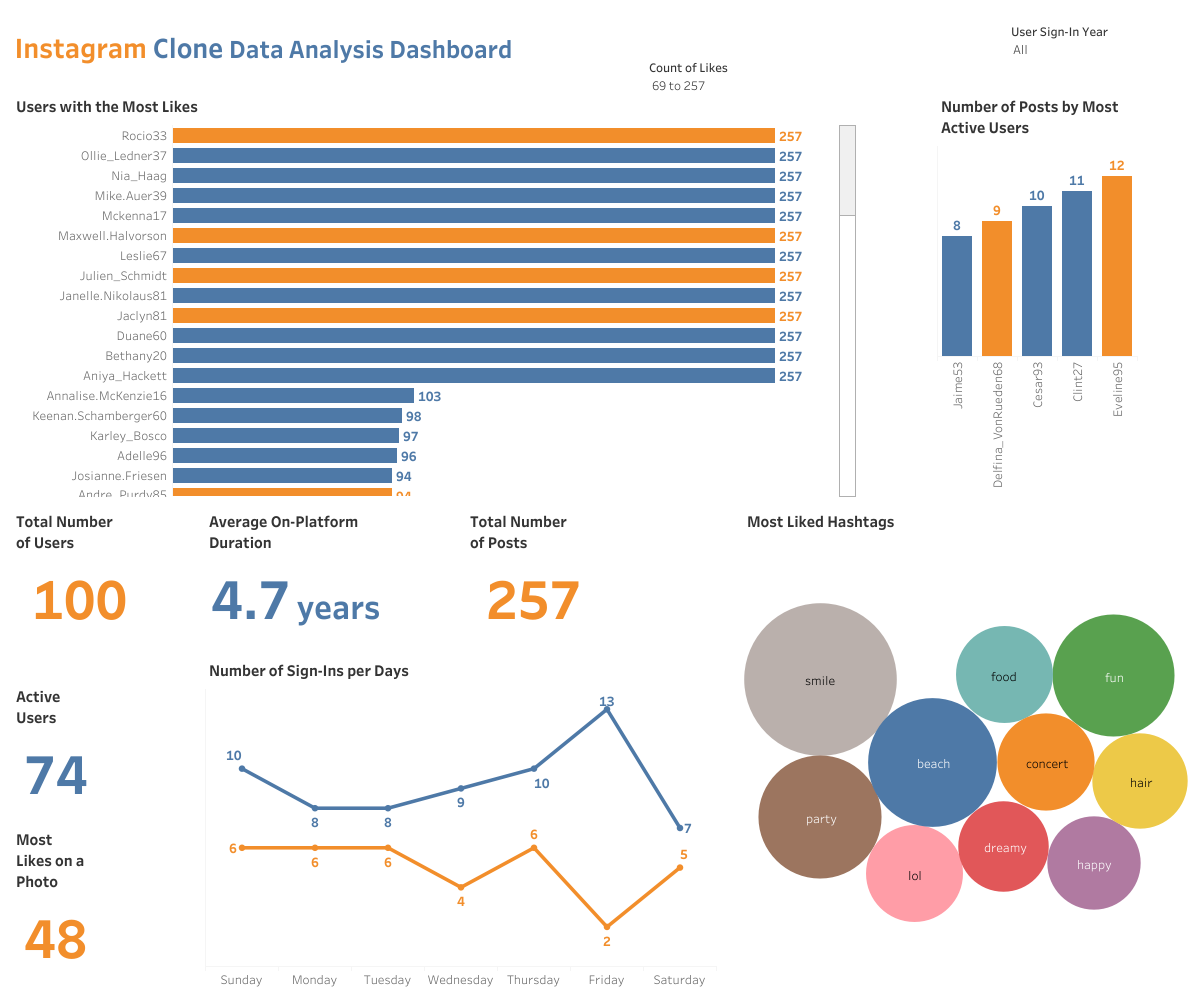 Instagram Clone Data Analysis Dashboard
User Sign-In Year
All
Count of Likes
69 to 257
Users with the Most Likes
Rocio33 257
Ollie_Ledner37 257
Nia_Haag 257
Mike.Auer39 257
Mckenna17 257
Maxwell.Halvorson 257
Leslie67 257
Julien_Schmidt 257
Janelle.Nikolaus81 257
Jaclyn81 257
Duane60 257
Bethany20 257
Aniya_Hackett 257
Annalise.McKenzie16 103
Keenan.Schamberger60 98
Karley_Bosco 97
Adelle96 96
Josianne.Friesen 94
Andre_Purdy85 94
Number of Posts by Most
Active Users
8 9 10 11 12
Jaime53
Delfina_VonRueden68
Cesar93
Clint27
Eveline95
Total Number
of Users
100
Average On-Platform
Duration
4.7 years
Total Number
of Posts
257
Active
Users
74
Most
Likes on a
Photo
48
Number of Sign-Ins per Days
10 8 8 9 10 13 7
6 6 6 4 6 2 5
Sunday Monday Tuesday Wednesday Thursday Friday Saturday
Most Liked Hashtags
smile
food
fun
beach
concert
hair
party
dreamy
happy
lol